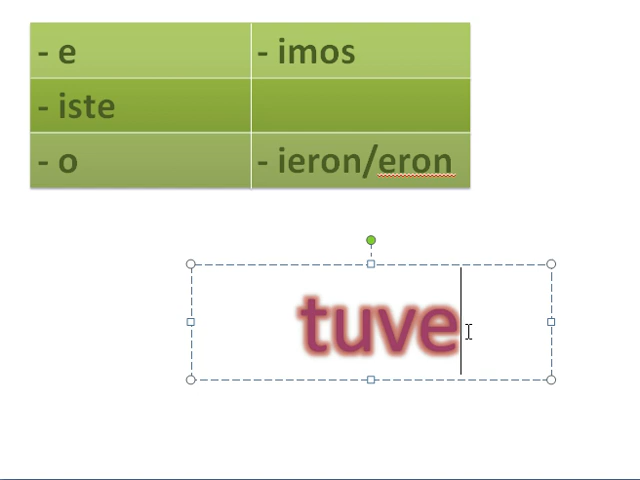 - e - imos
- iste
- o - ieron/eron
tuve